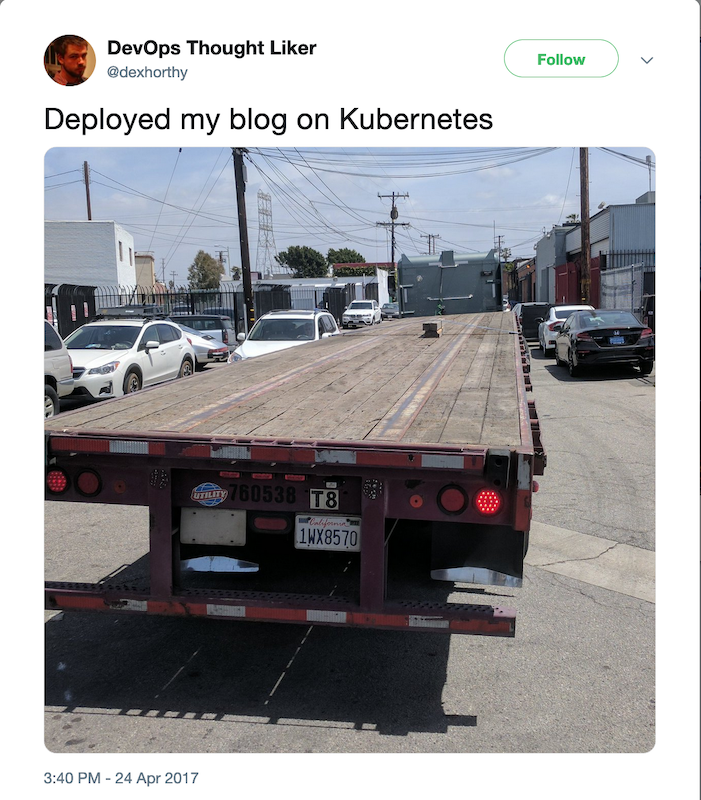 DevOps Thought Liker
@dexhorthy
Follow
Deployed my blog on Kubernetes
UTILITY
760538
T8
California
1WX8570
3:40 PM - 24 Apr 2017